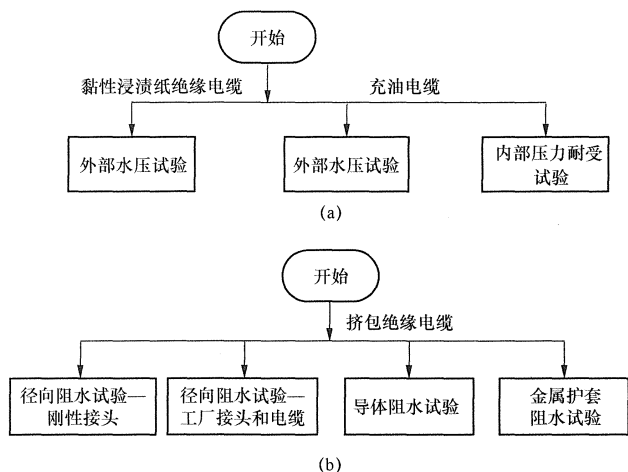 开始
黏性浸渍纸绝缘电缆
充油电缆
外部水压试验
外部水压试验
内部压力耐受
试验
(a)
开始
挤包绝缘电缆
径向阻水试验—
刚性接头
径向阻水试验—
工厂接头和电缆
导体阻水试验
金属护套
阻水试验
(b)